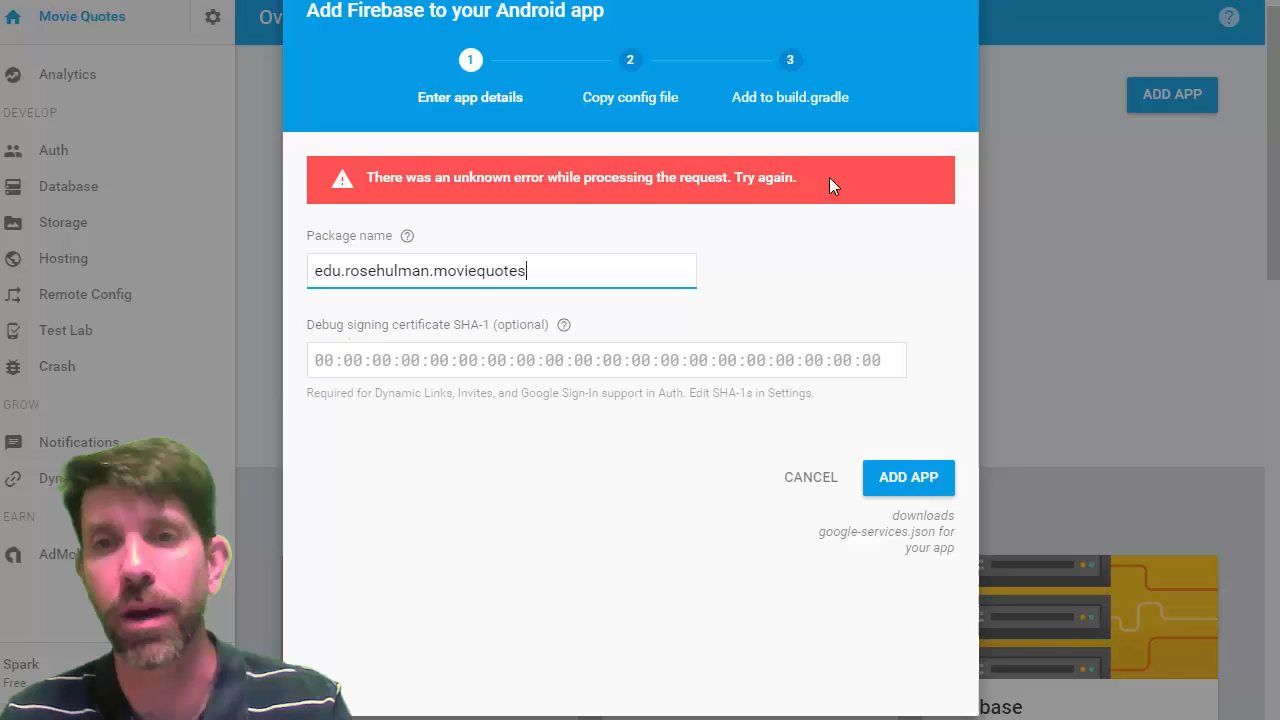 Movie Quotes
Analytics
DEVELOP
Auth
Database
Storage
Hosting
Remote Config
Test Lab
Crash
GROW
Notifications
EARN
Spark
Free
Add Firebase to your Android app
1
2
3
Enter app details
Copy config file
Add to build.gradle
There was an unknown error while processing the request. Try again.
Package name
edu.rosehulman.moviequotes
Debug signing certificate SHA-1 (optional)
00:00:00:00:00:00:00:00:00:00:00:00:00:00:00:00:00:00:00:00
Required for Dynamic Links, Invites, and Google Sign-In support in Auth. Edit SHA-1s in Settings.
CANCEL
ADD APP
downloads
google-services.json for
your app
ADD APP